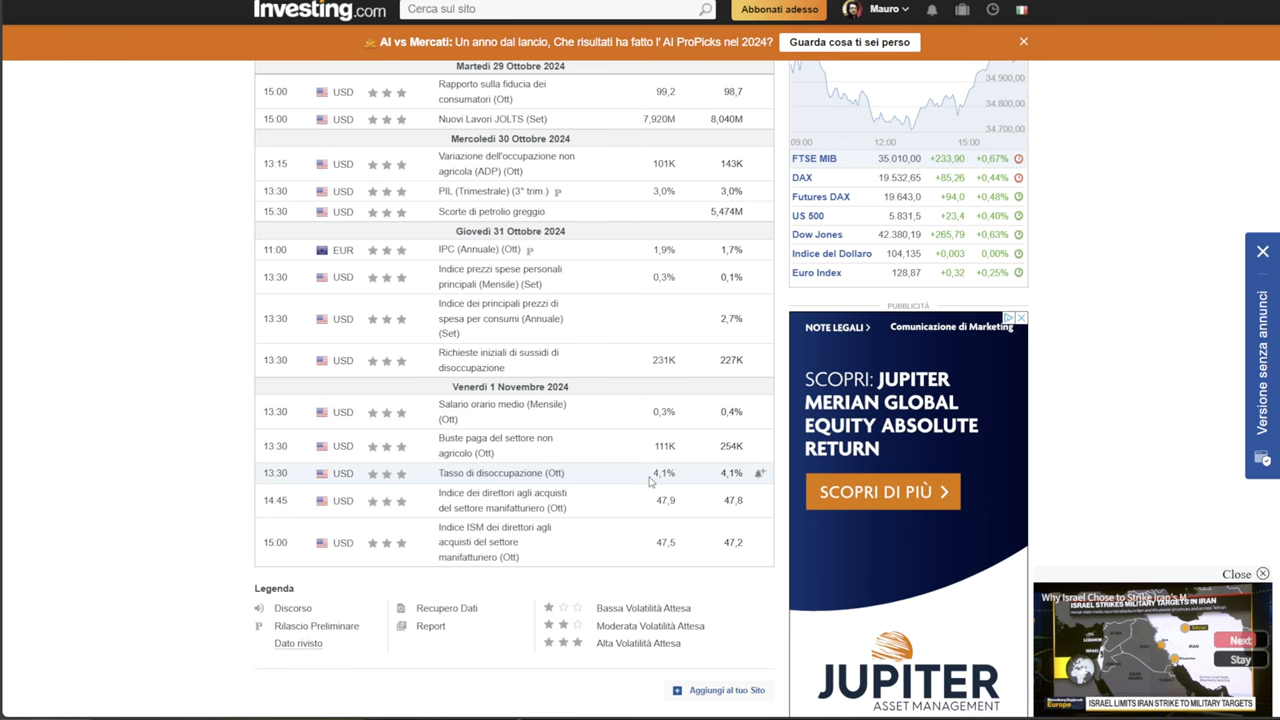 Investing.com
Cerca sul sito
Abbonati adesso
Mauro
AI vs Mercati: Un anno dal lancio, Che risultati ha fatto l' AI ProPicks nel 2024?
Guarda cosa ti sei perso
Martedì 29 Ottobre 2024
15:00 USD Rapporto sulla fiducia dei consumatori (Ott) 99,2 98,7
15:00 USD Nuovi Lavori JOLTS (Set) 7,920M 8,040M
Mercoledì 30 Ottobre 2024
13:15 USD Variazione dell'occupazione non agricola (ADP) (Ott) 101K 143K
13:30 USD PIL (Trimestrale) (3° trim.) P 3,0% 3,0%
15:30 USD Scorte di petrolio greggio 5,474M
Giovedì 31 Ottobre 2024
11:00 EUR IPC (Annuale) (Ott) P 1,9% 1,7%
13:30 USD Indice prezzi spese personali principali (Mensile) (Set) 0,3% 0,1%
13:30 USD Indice dei principali prezzi di spesa per consumi (Annuale) (Set) 2,7%
13:30 USD Richieste iniziali di sussidi di disoccupazione 231K 227K
Venerdì 1 Novembre 2024
13:30 USD Salario orario medio (Mensile) (Ott) 0,3% 0,4%
13:30 USD Buste paga del settore non agricolo (Ott) 111K 254K
13:30 USD Tasso di disoccupazione (Ott) 4,1% 4,1%
14:45 USD Indice dei direttori agli acquisti del settore manifatturiero (Ott) 47,9 47,8
15:00 USD Indice ISM dei direttori agli acquisti del settore manifatturiero (Ott) 47,5 47,2
Legenda
Discorso
P Rilascio Preliminare
Dato rivisto
Recupero Dati
Report
Bassa Volatilità Attesa
Moderata Volatilità Attesa
Alta Volatilità Attesa
Aggiungi al tuo Sito
34.900,00
34.800,00
34.700,00
09:00 12:00 15:00
FTSE MIB 35.010,00 +233,90 +0,67%
DAX 19.532,65 +85,26 +0,44%
Futures DAX 19.643,0 +94,0 +0,48%
US 500 5.831,5 +23,4 +0,40%
Dow Jones 42.380,19 +265,79 +0,63%
Indice del Dollaro 104,135 +0,003 0,00%
Euro Index 128,87 +0,32 +0,25%
PUBBLICITÀ
NOTE LEGALI > Comunicazione di Marketing
SCOPRI: JUPITER
MERIAN GLOBAL
EQUITY ABSOLUTE
RETURN
SCOPRI DI PIÙ
JUPITER
ASSET MANAGEMENT
Versione senza annunci
Close
Why Israel Chose to Strike Iran's M
ISRAEL STRIKES MILITARY TARGETS IN IRAN
IRAN
Next
Stay
Bloomberg Daybreak
Europe
ISRAEL LIMITS IRAN STRIKE TO MILITARY TARGETS